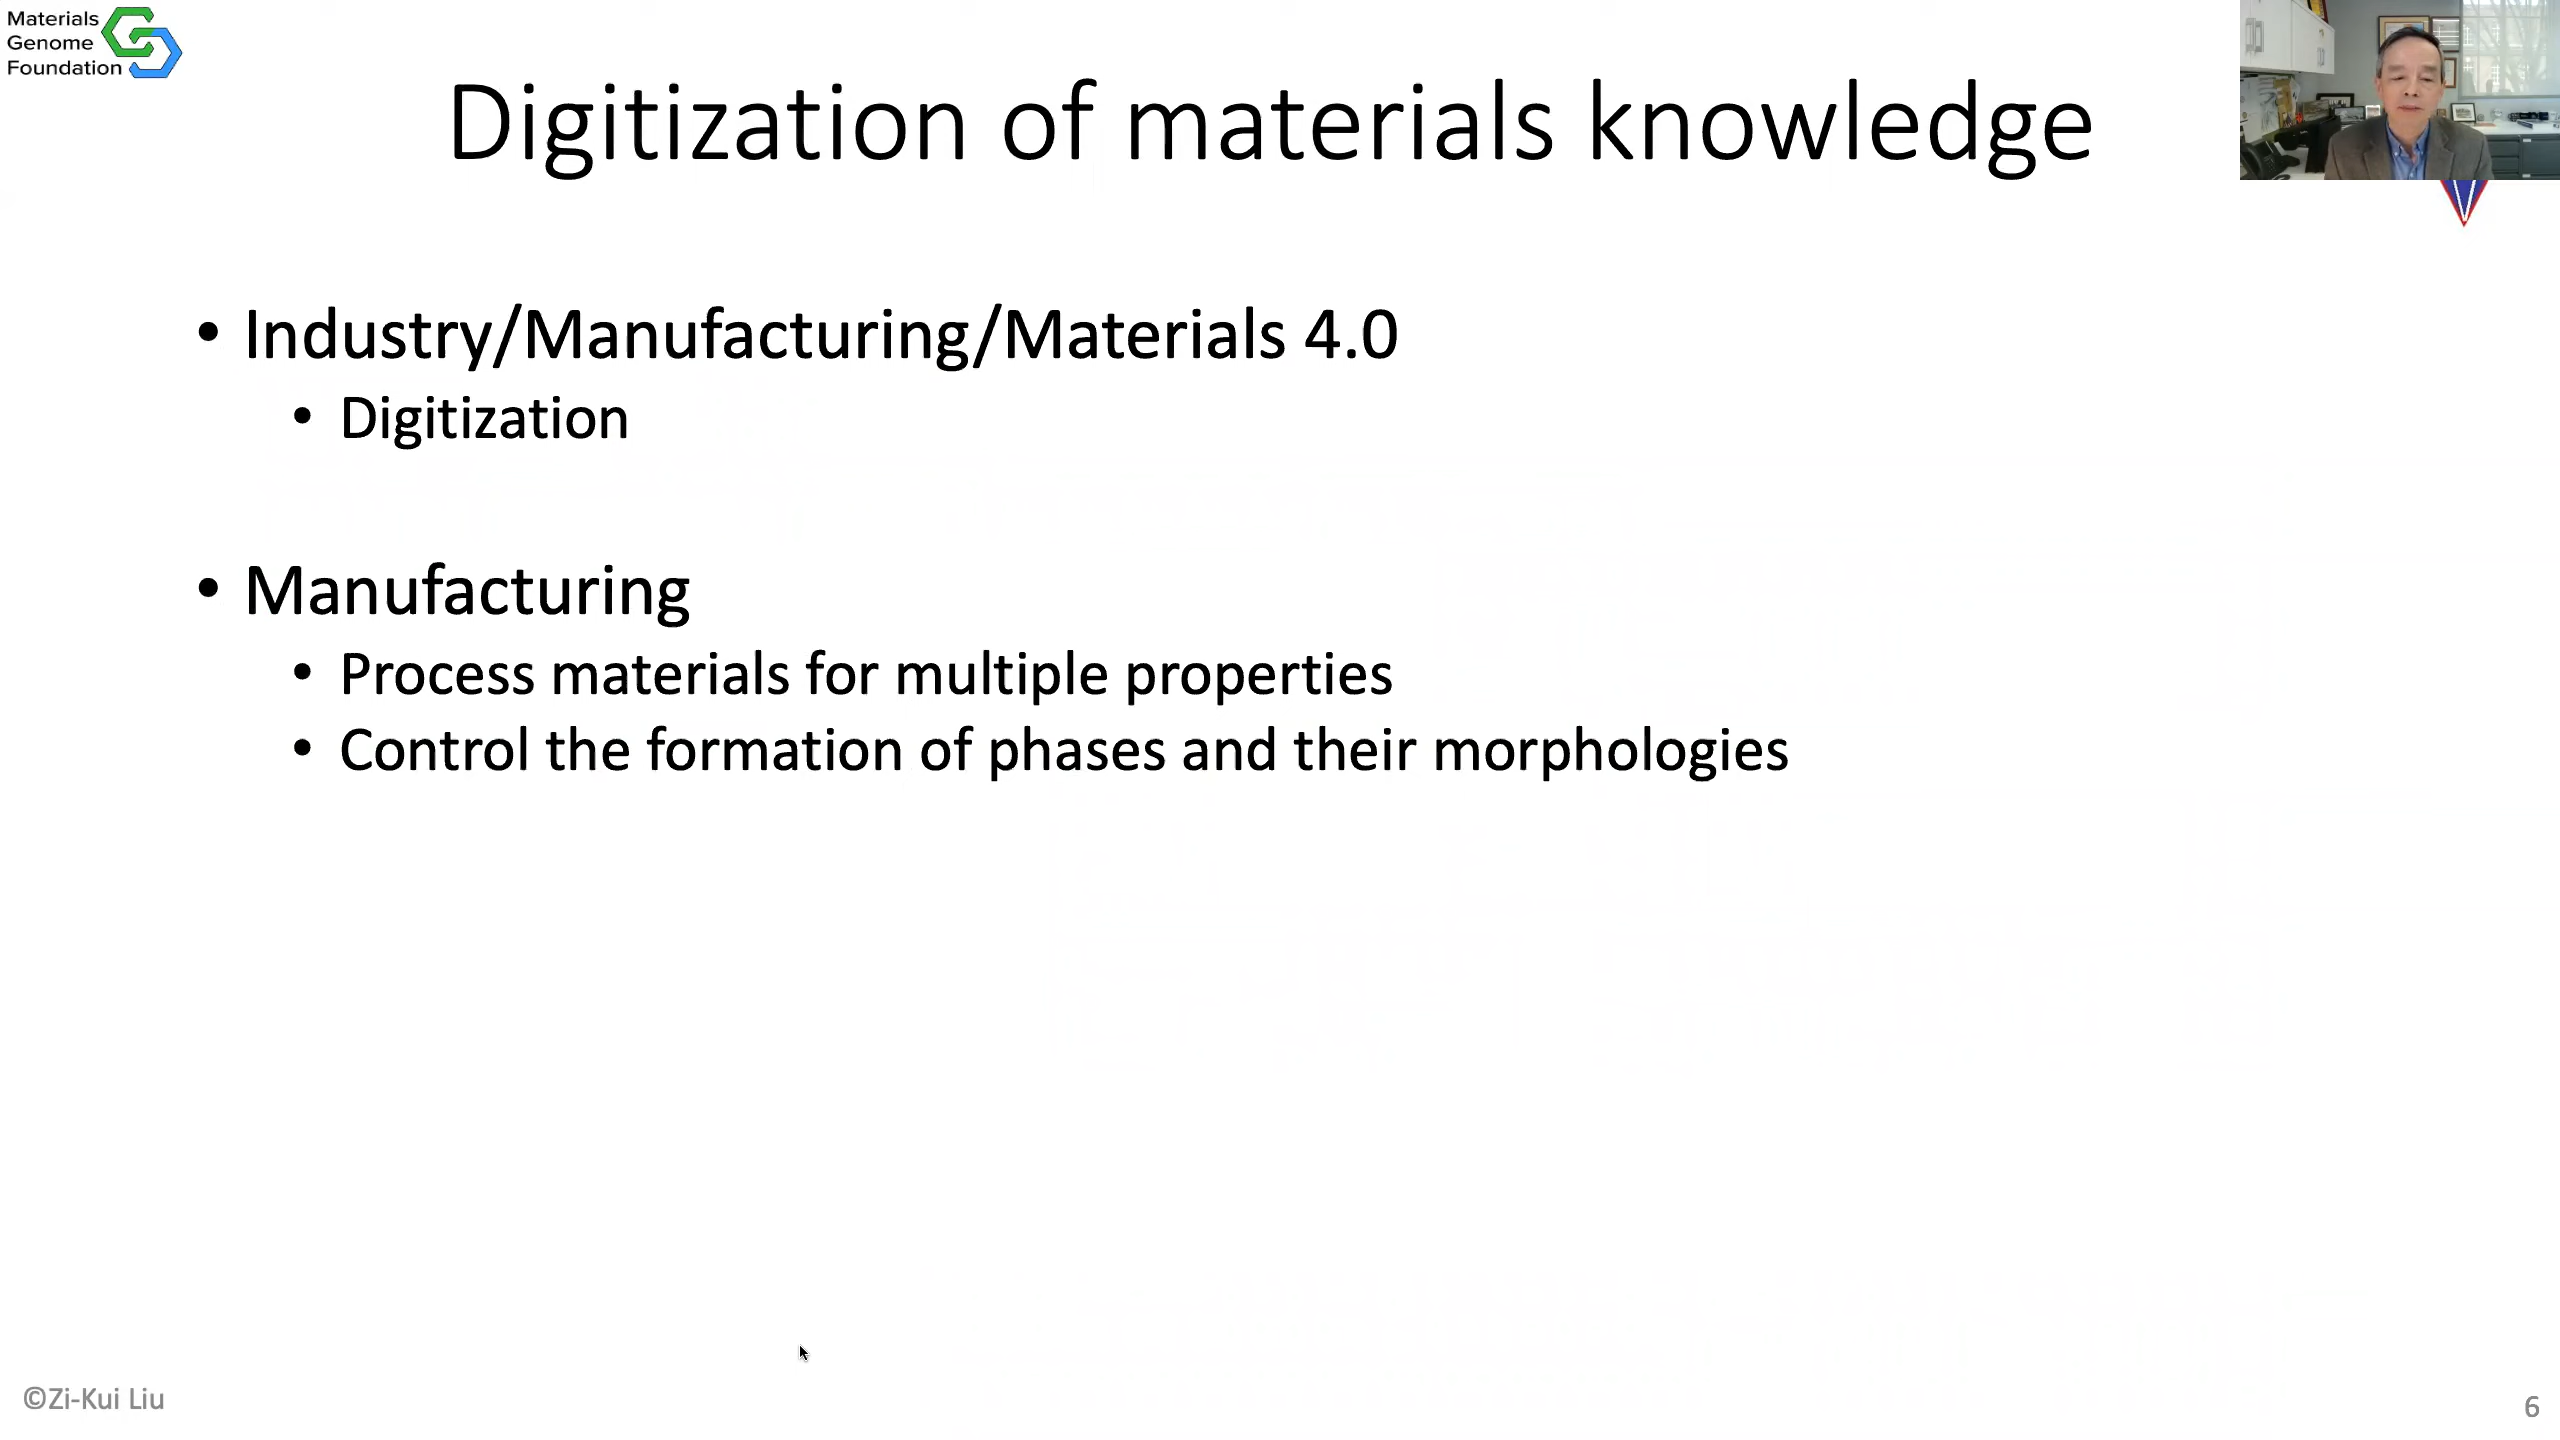 Materials
Genome
Foundation
Digitization of materials knowledge
• Industry/Manufacturing/Materials 4.0
• Digitization
• Manufacturing
• Process materials for multiple properties
• Control the formation of phases and their morphologies
©Zi-Kui Liu
6